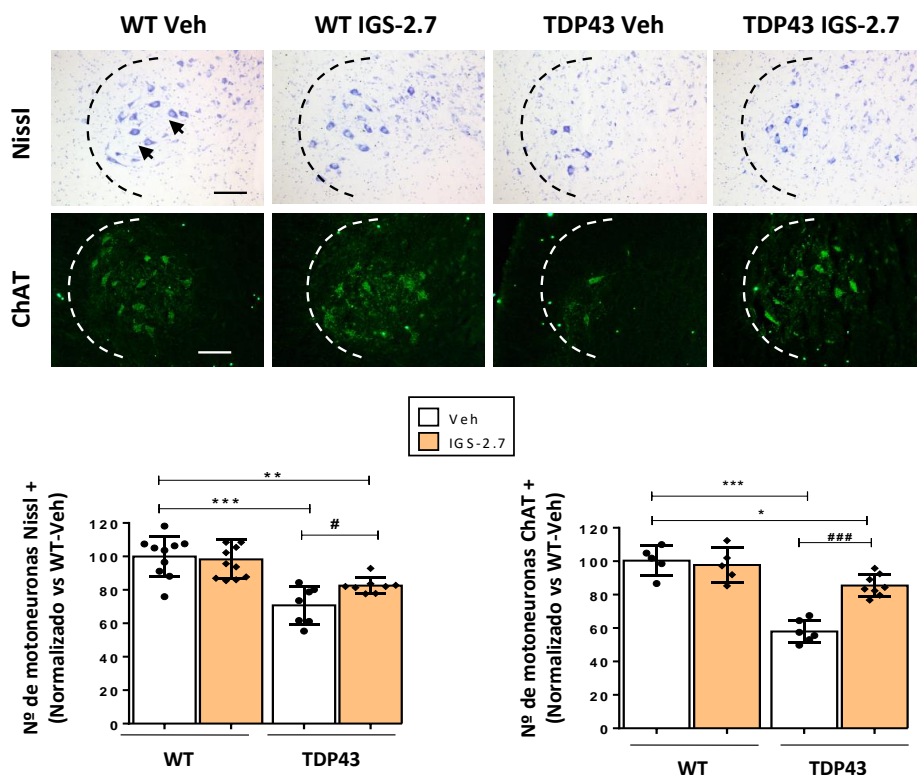 WT Veh
WT IGS-2.7
TDP43 Veh
TDP43 IGS-2.7
Nissl
ChAT
Veh
IGS-2.7
Nº de motoneuronas Nissl +
(Normalizado vs WT-Veh)
120
100
80
60
40
20
0
**
***
#
WT
TDP43
Nº de motoneuronas ChAT +
(Normalizado vs WT-Veh)
120
100
80
60
40
20
0
***
*
###
WT
TDP43